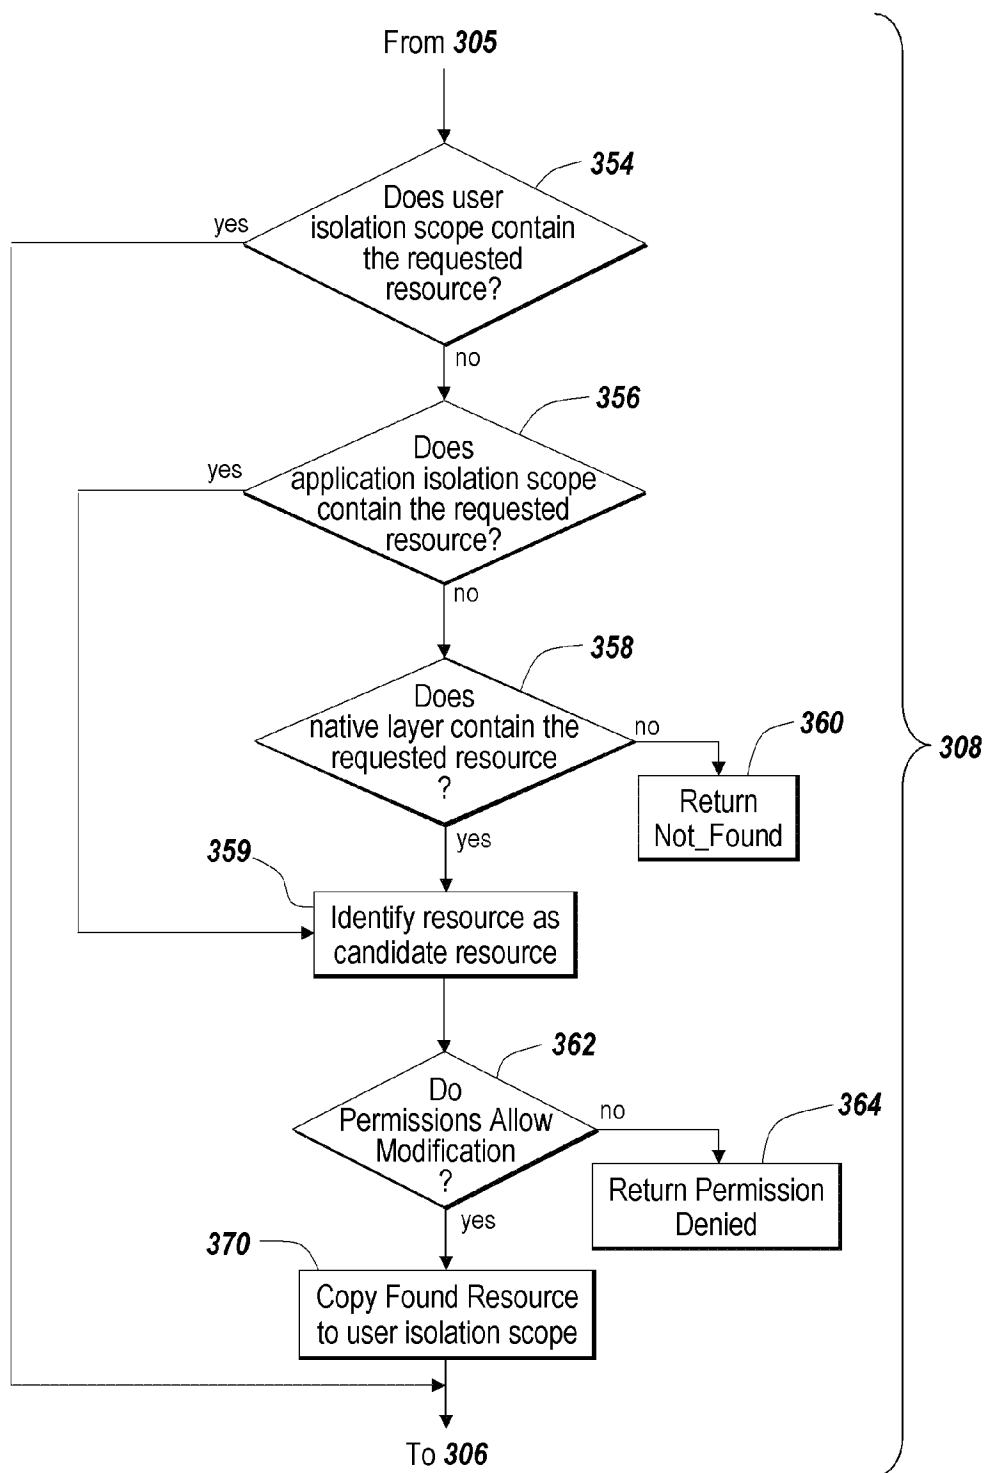 From 305
354
Does user
isolation scope contain
the requested
resource?
yes
no
356
Does
application isolation scope
contain the requested
resource?
yes
no
358
Does
native layer contain the
requested resource
?
no
360
Return
Not_Found
308
yes
359
Identify resource as
candidate resource
362
Do
Permissions Allow
Modification
?
no
364
Return Permission
Denied
yes
370
Copy Found Resource
to user isolation scope
To 306